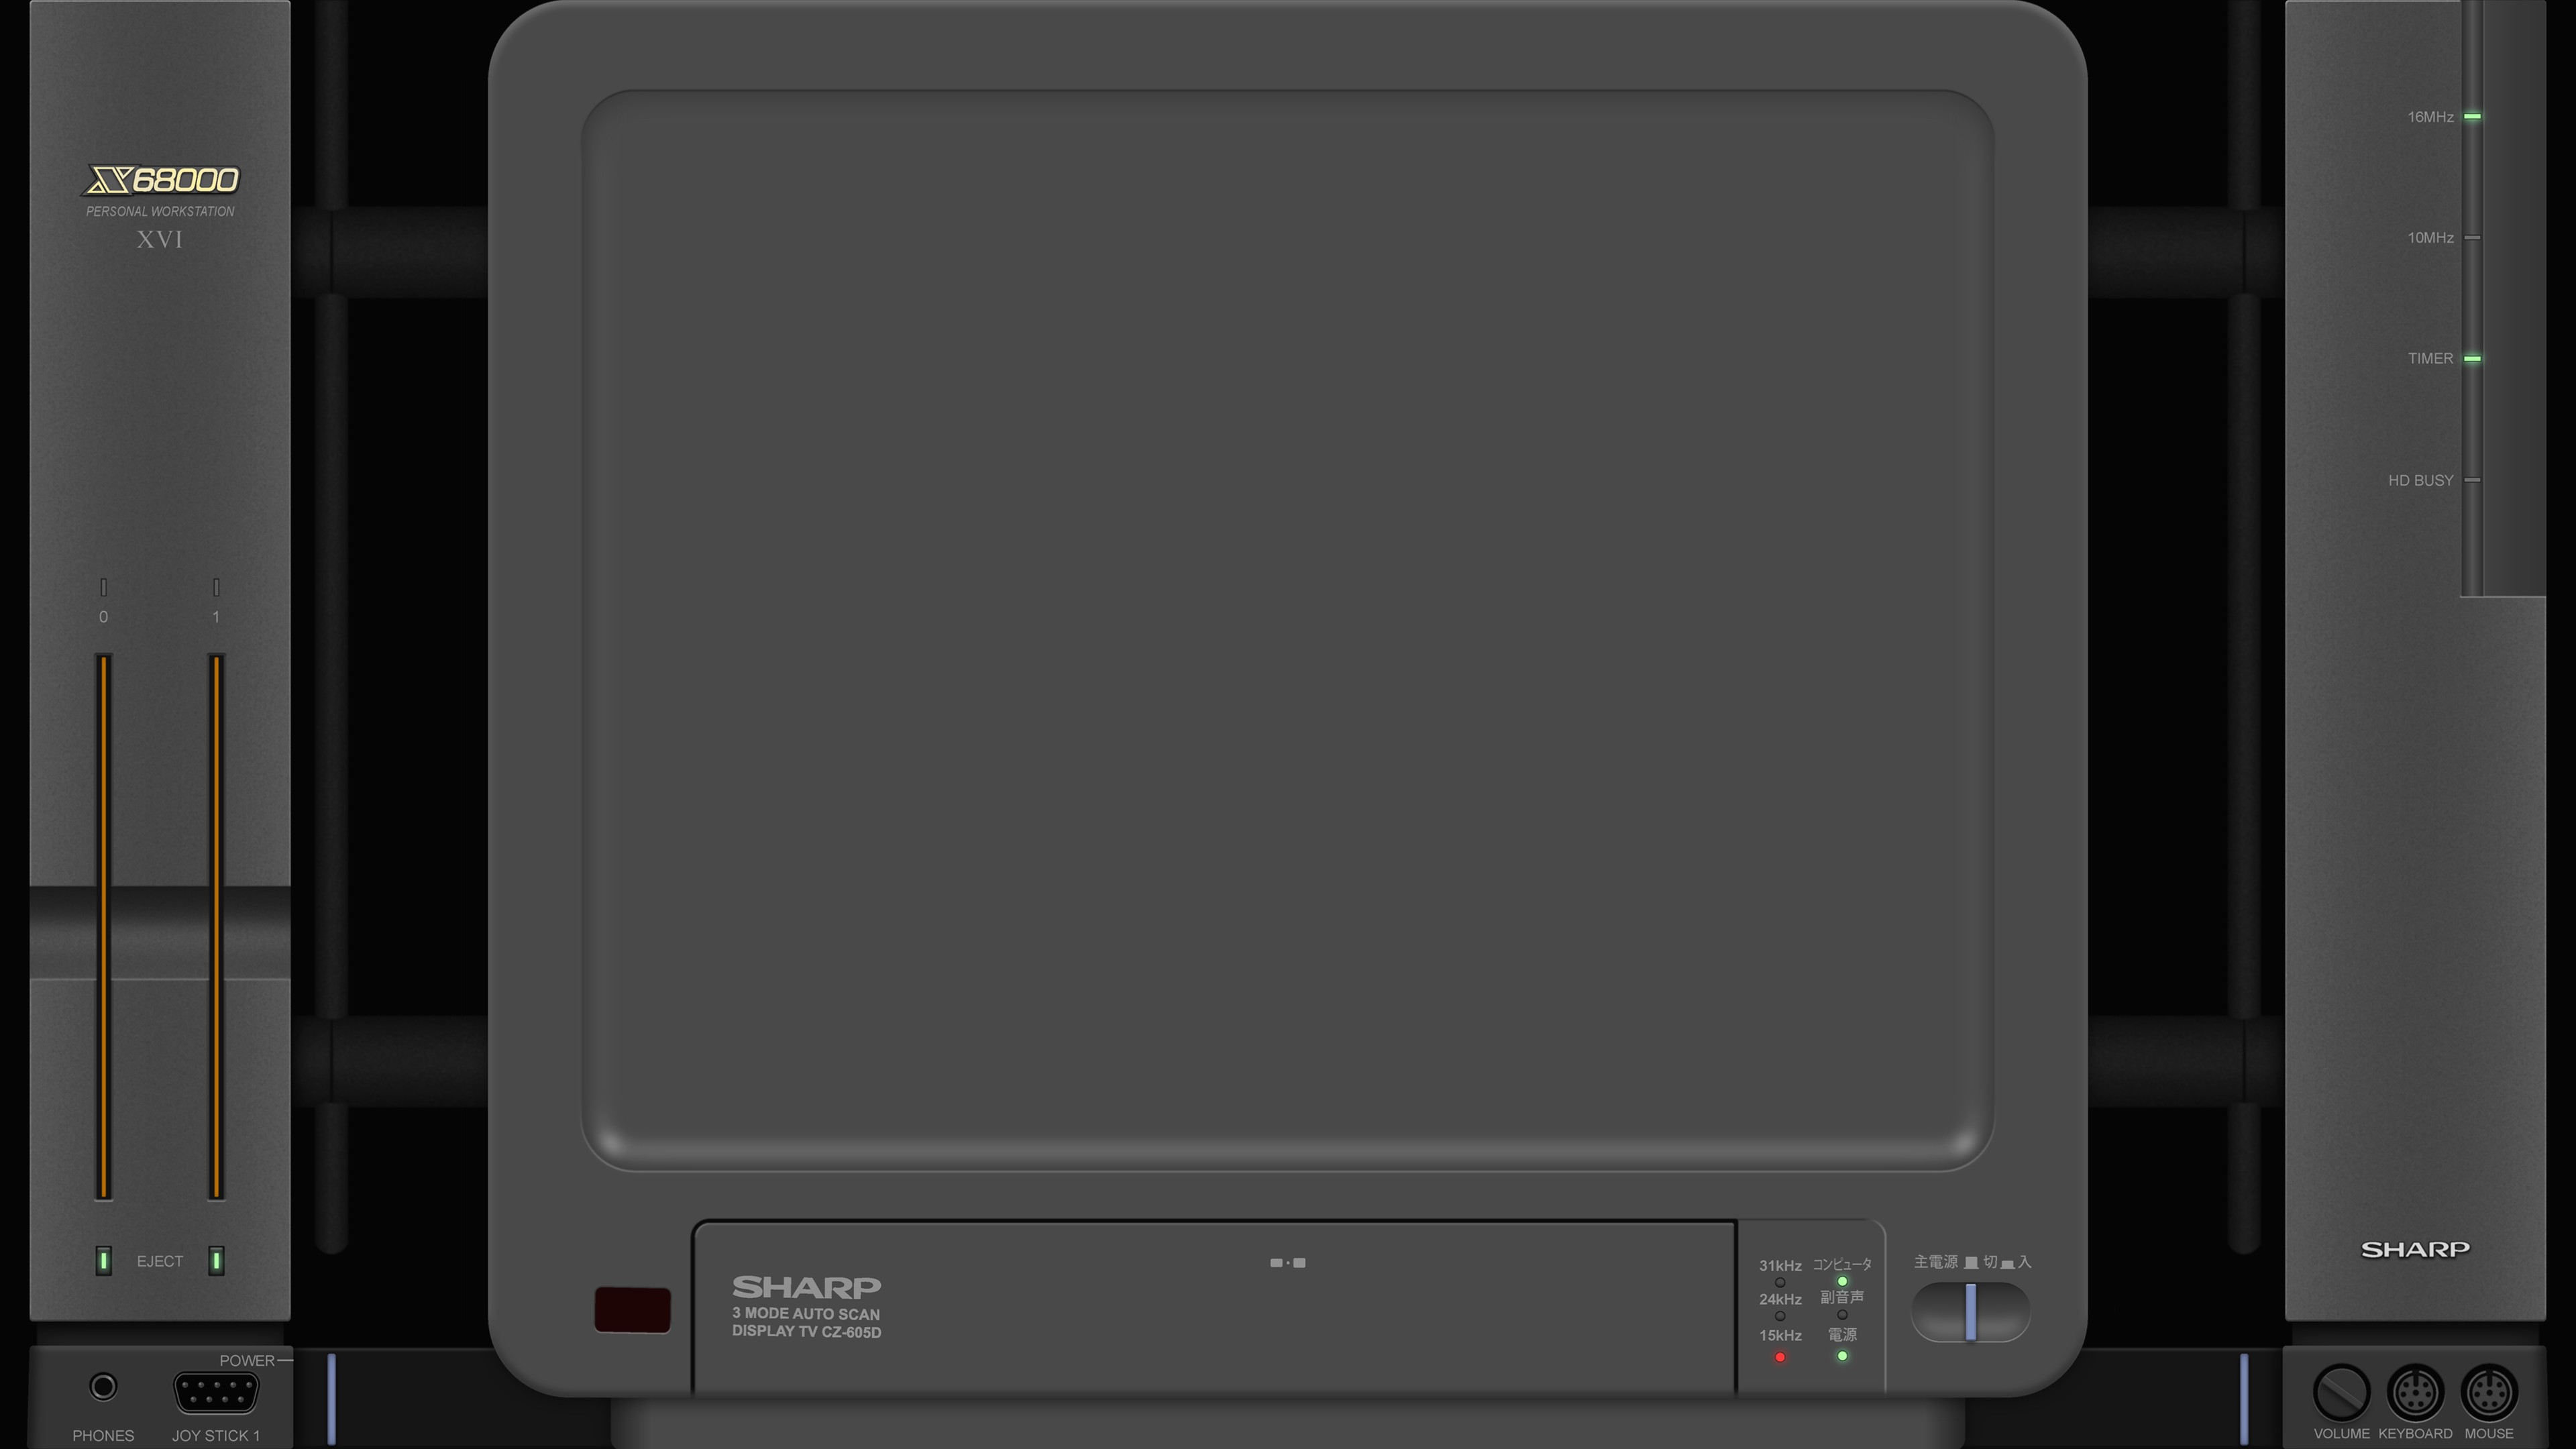 X68000
PERSONAL WORKSTATION
XVI
0
1
EJECT
POWER
PHONES
JOY STICK 1
SHARP
3 MODE AUTO SCAN
DISPLAY TV CZ-605D
31kHz
コンピュータ
24kHz
副音声
15kHz
電源
主電源 切 入
16MHz
10MHz
TIMER
HD BUSY
SHARP
VOLUME
KEYBOARD
MOUSE